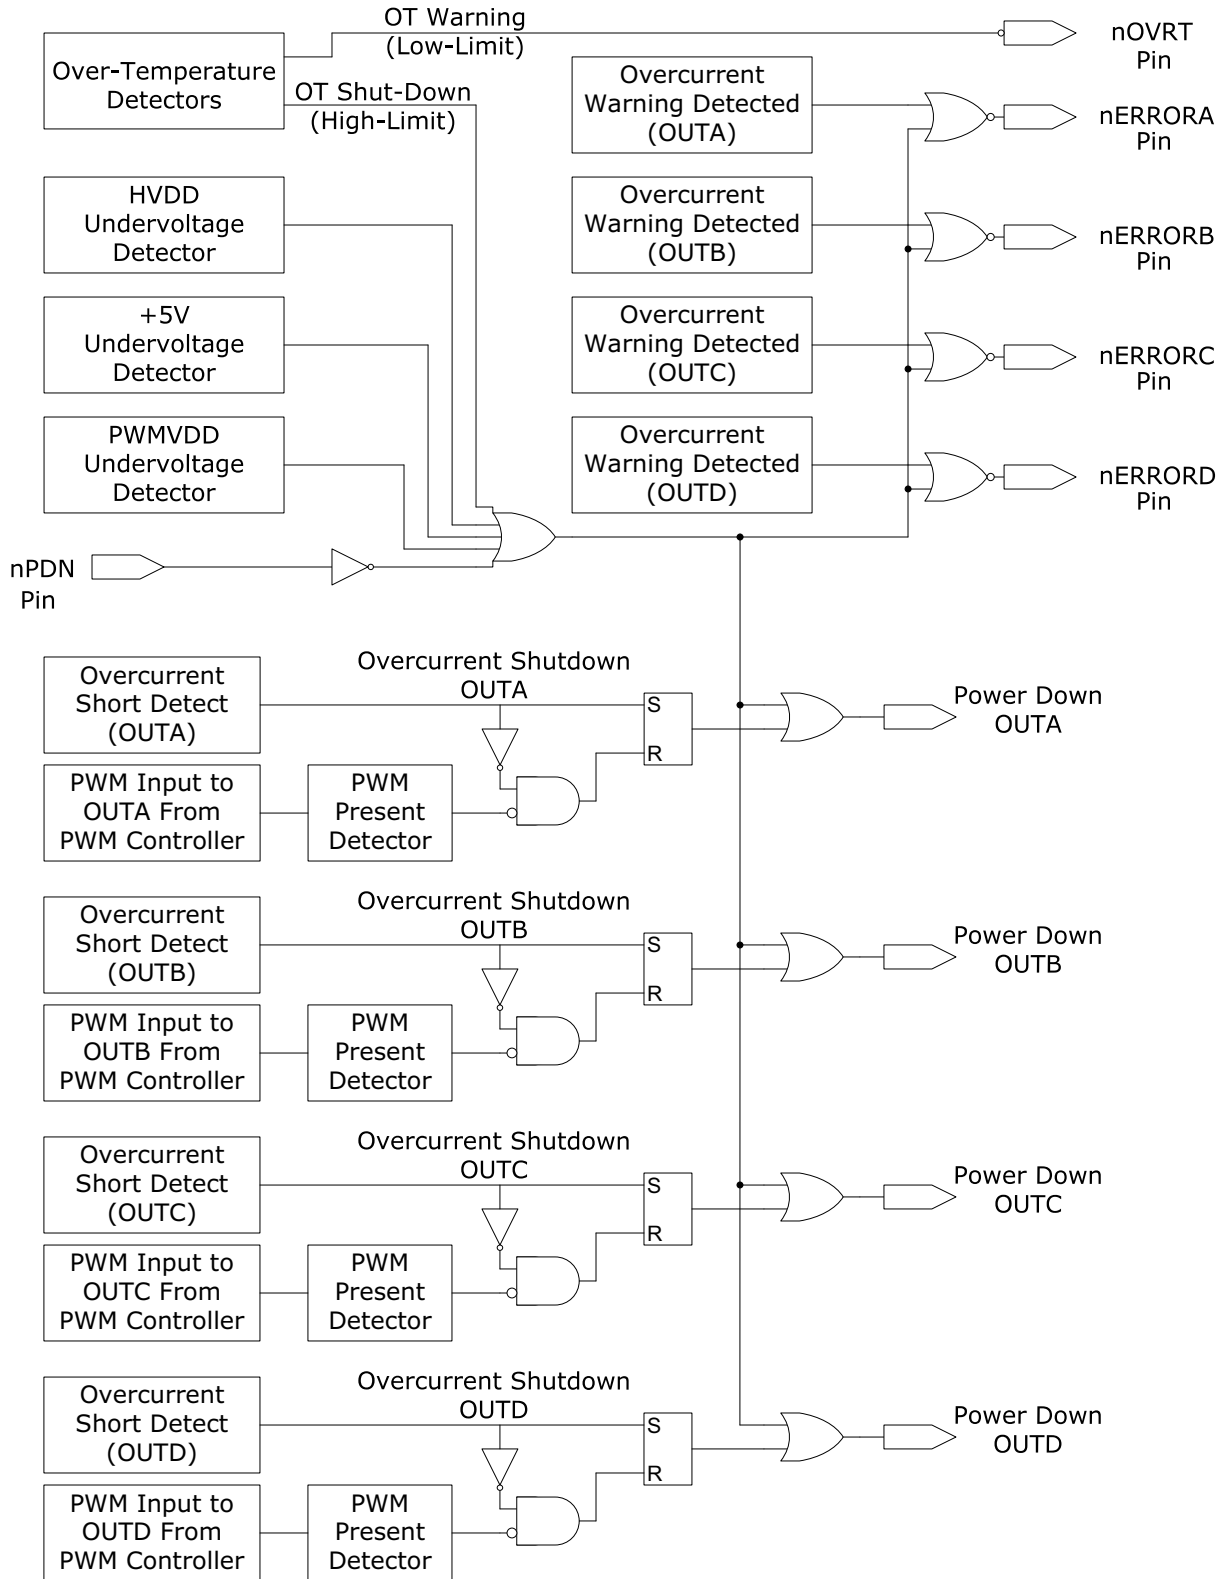 OT Warning
(Low-Limit)
nOVRT
Pin
Over-Temperature
Detectors
OT Shut-Down
(High-Limit)
Overcurrent
Warning Detected
(OUTA)
nERRORA
Pin
HVDD
Undervoltage
Detector
Overcurrent
Warning Detected
(OUTB)
nERRORB
Pin
+5V
Undervoltage
Detector
Overcurrent
Warning Detected
(OUTC)
nERRORC
Pin
PWMVDD
Undervoltage
Detector
Overcurrent
Warning Detected
(OUTD)
nERRORD
Pin
nPDN
Pin
Overcurrent
Short Detect
(OUTA)
Overcurrent Shutdown
OUTA
S
R
Power Down
OUTA
PWM Input to
OUTA From
PWM Controller
PWM
Present
Detector
Overcurrent
Short Detect
(OUTB)
Overcurrent Shutdown
OUTB
S
R
Power Down
OUTB
PWM Input to
OUTB From
PWM Controller
PWM
Present
Detector
Overcurrent
Short Detect
(OUTC)
Overcurrent Shutdown
OUTC
S
R
Power Down
OUTC
PWM Input to
OUTC From
PWM Controller
PWM
Present
Detector
Overcurrent
Short Detect
(OUTD)
Overcurrent Shutdown
OUTD
S
R
Power Down
OUTD
PWM Input to
OUTD From
PWM Controller
PWM
Present
Detector